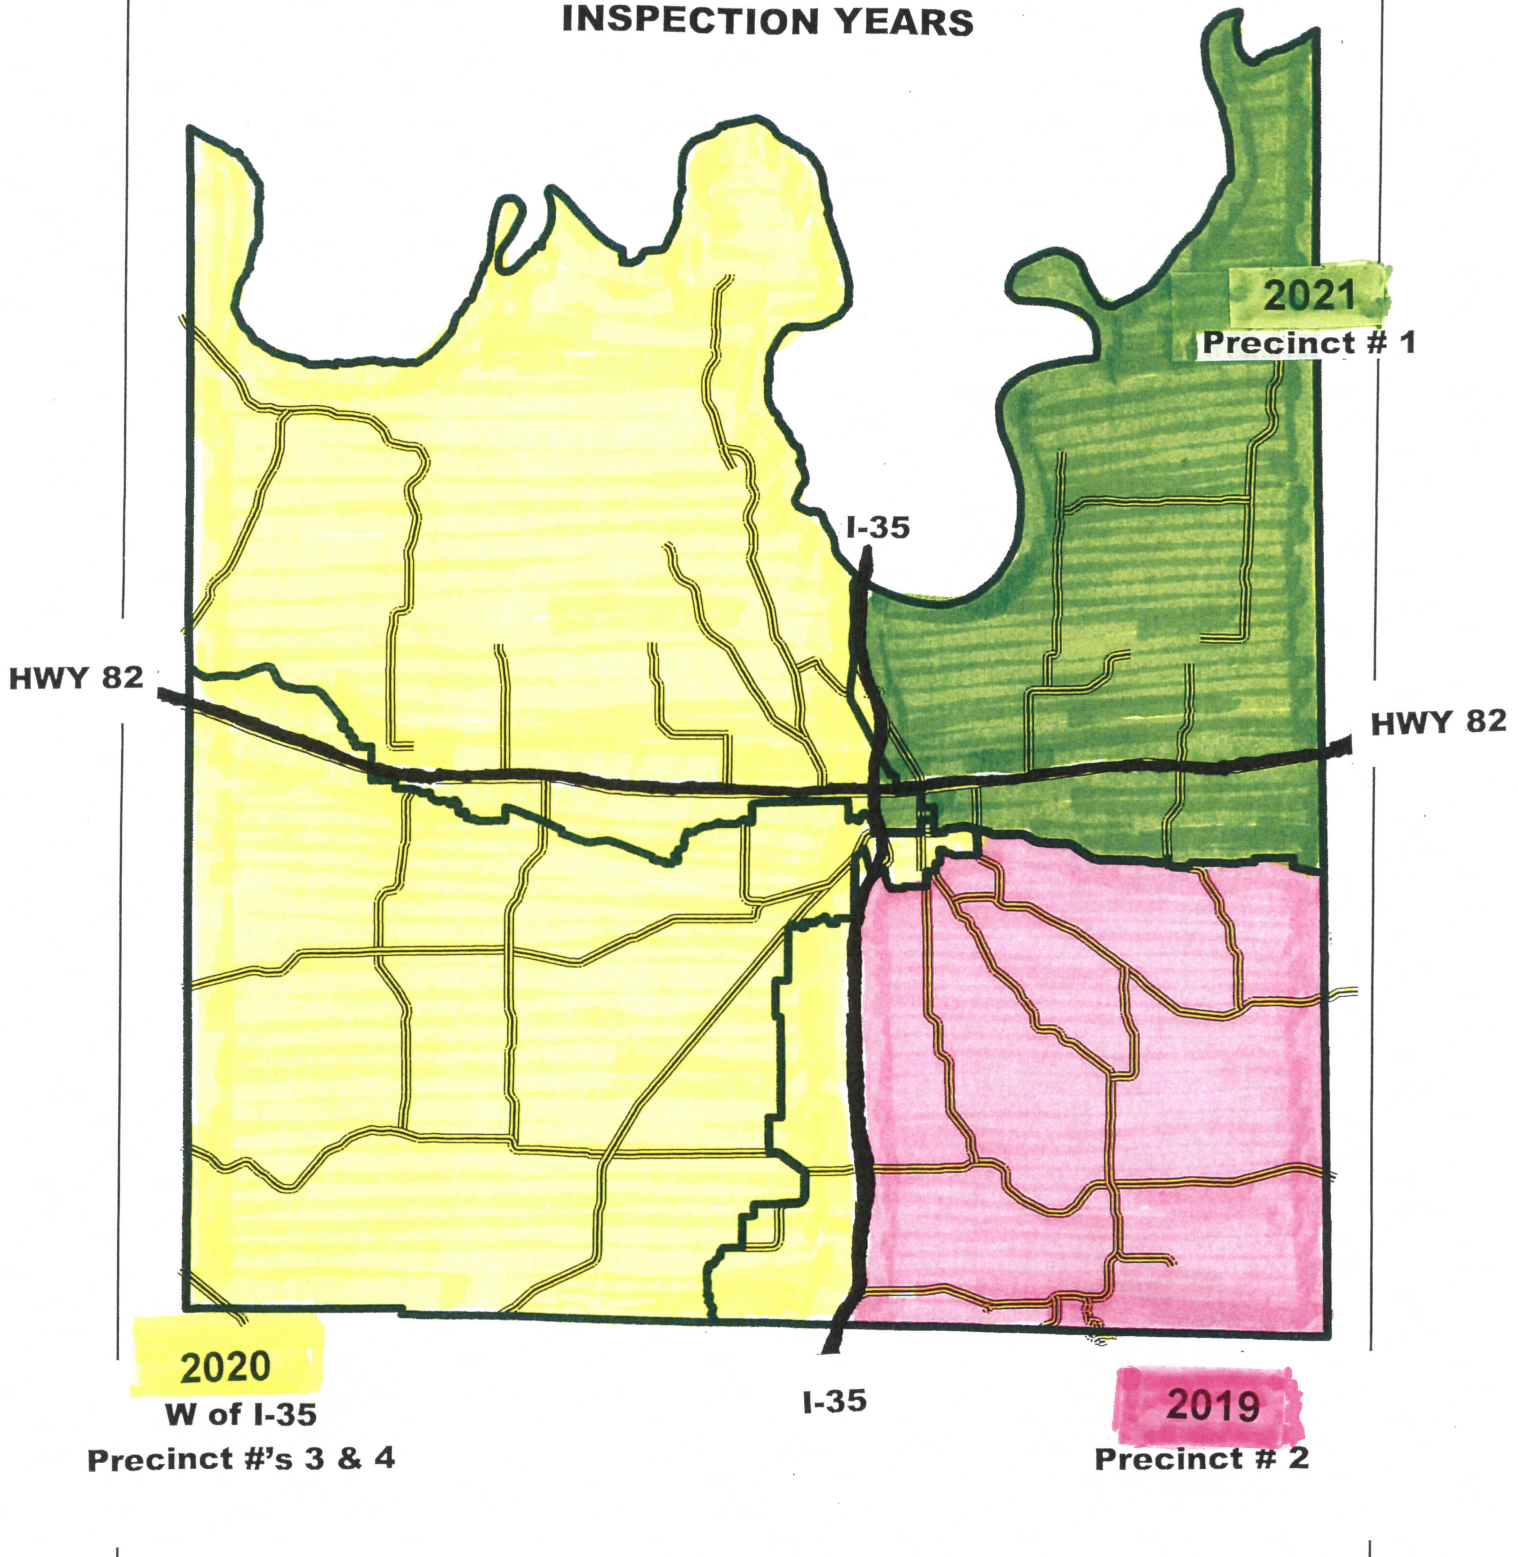 INSPECTION YEARS
2021
Precinct # 1
I-35
HWY 82
HWY 82
2020
W of I-35
Precinct #'s 3 & 4
I-35
2019
Precinct # 2